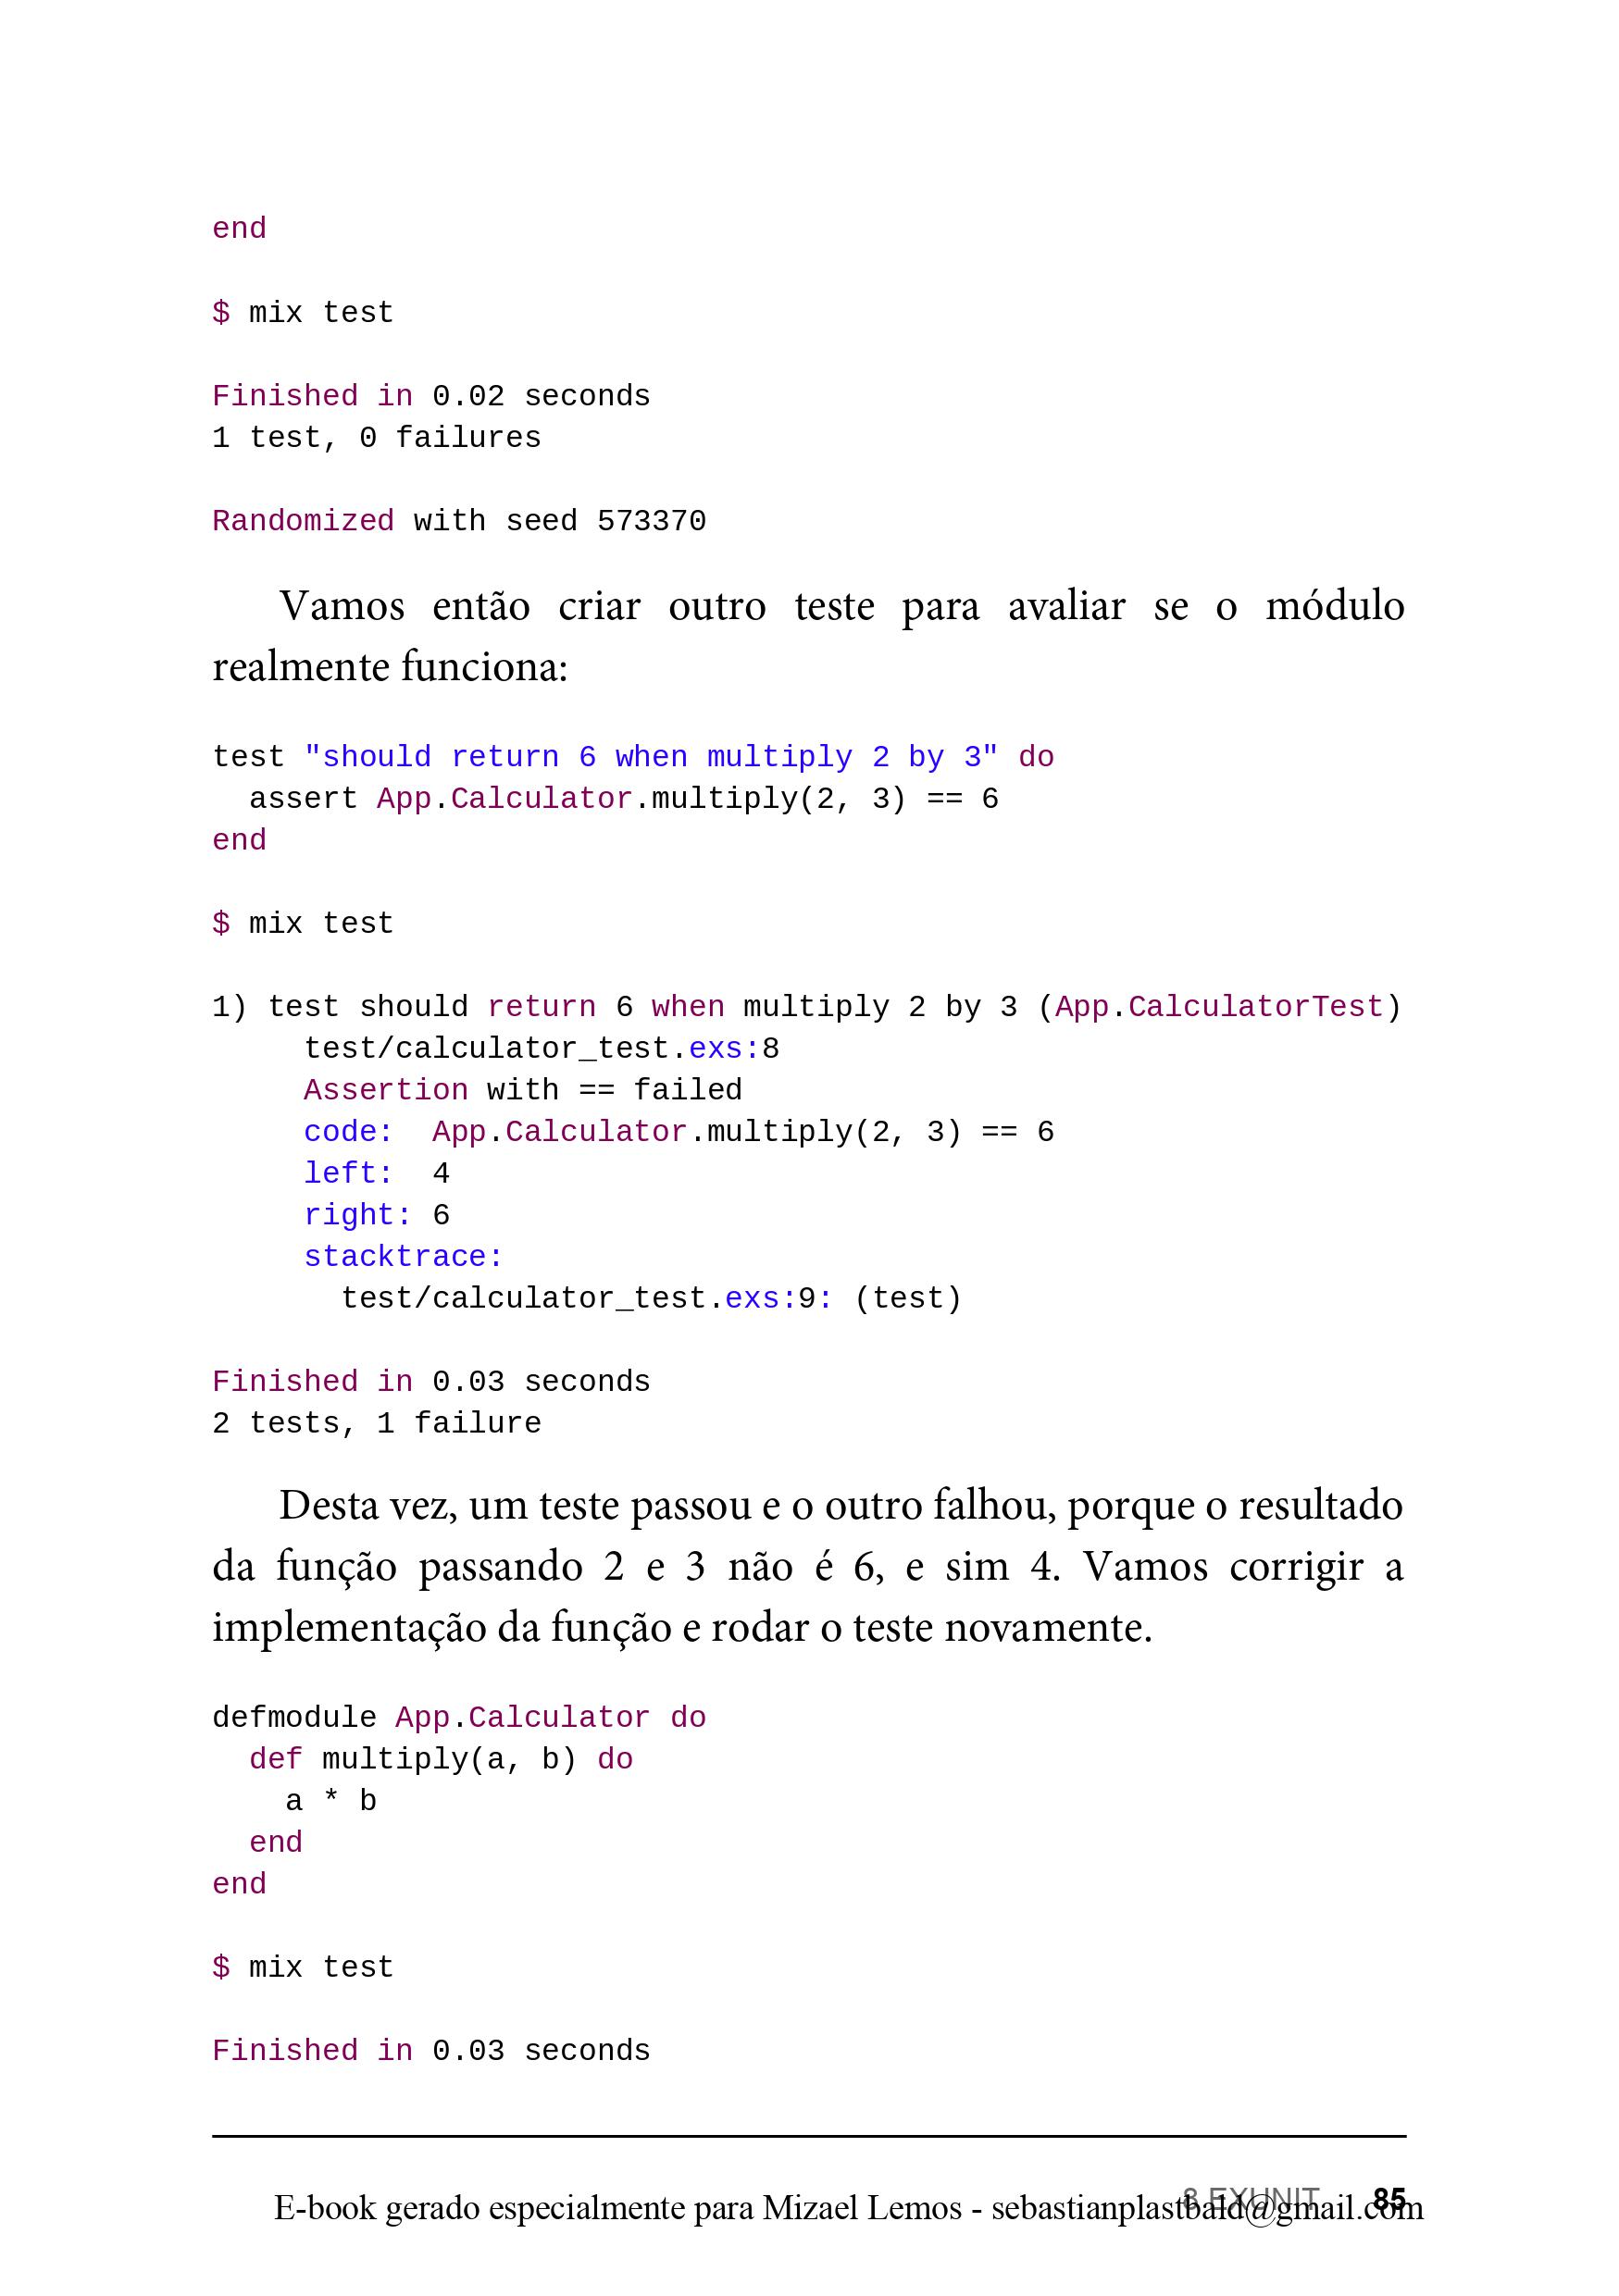 end

$ mix test

Finished in 0.02 seconds
1 test, 0 failures

Randomized with seed 573370

Vamos então criar outro teste para avaliar se o módulo
realmente funciona:

test "should return 6 when multiply 2 by 3" do
  assert App.Calculator.multiply(2, 3) == 6
end

$ mix test

1) test should return 6 when multiply 2 by 3 (App.CalculatorTest)
     test/calculator_test.exs:8
     Assertion with == failed
     code:  App.Calculator.multiply(2, 3) == 6
     left:  4
     right: 6
     stacktrace:
       test/calculator_test.exs:9: (test)

Finished in 0.03 seconds
2 tests, 1 failure

Desta vez, um teste passou e o outro falhou, porque o resultado
da função passando 2 e 3 não é 6, e sim 4. Vamos corrigir a
implementação da função e rodar o teste novamente.

defmodule App.Calculator do
  def multiply(a, b) do
    a * b
  end
end

$ mix test

Finished in 0.03 seconds

8 EXUNIT 85
E-book gerado especialmente para Mizael Lemos - sebastianplastbald@gmail.com